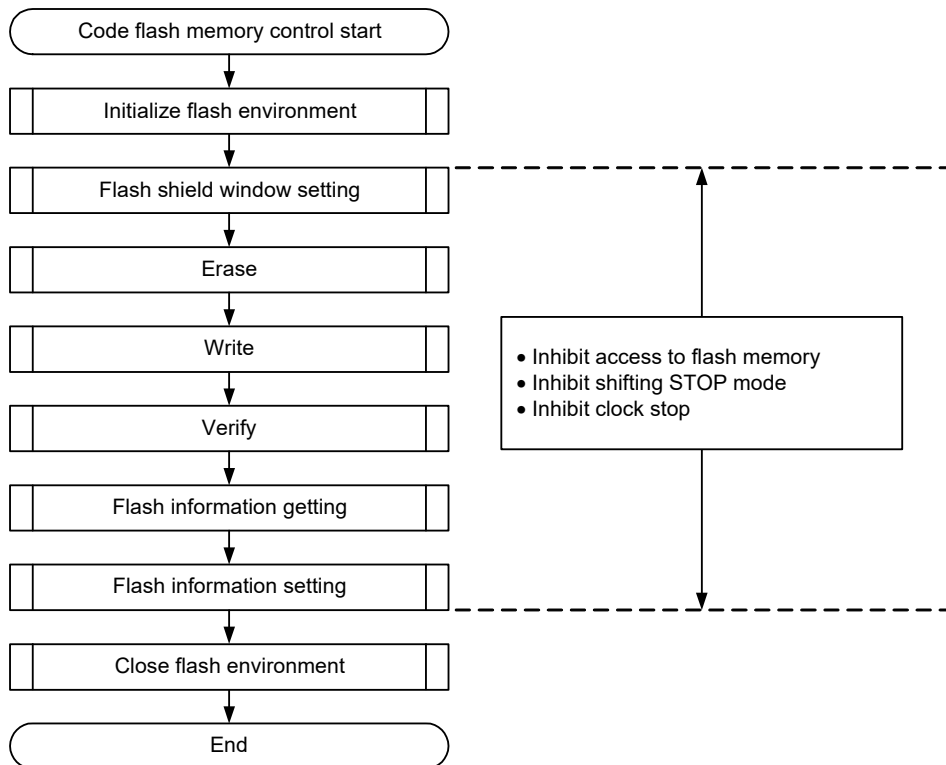 Code flash memory control start
Initialize flash environment
Flash shield window setting
Erase
Write
Verify
Flash information getting
Flash information setting
Close flash environment
End
• Inhibit access to flash memory
• Inhibit shifting STOP mode
• Inhibit clock stop